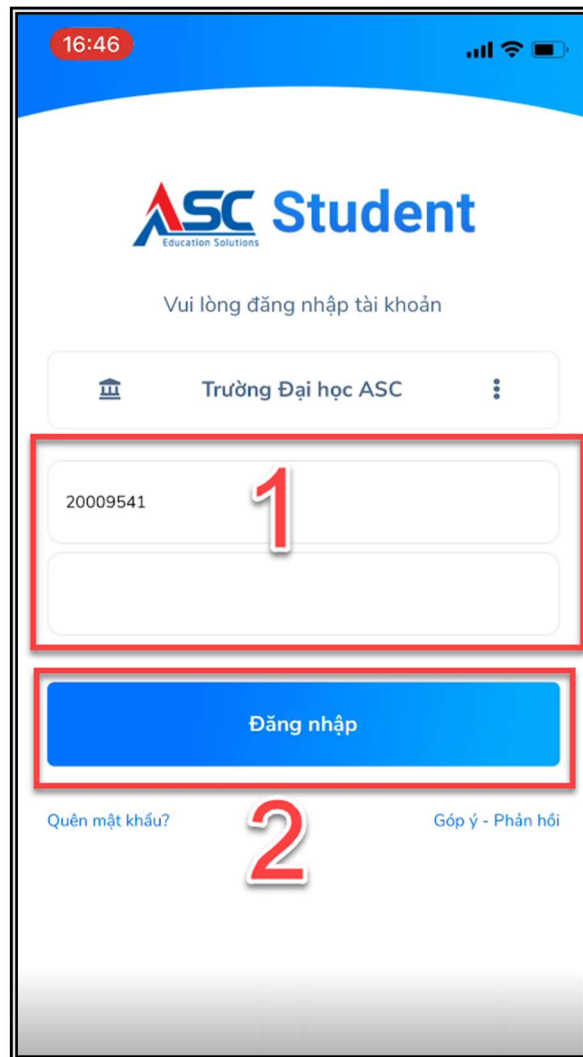 16:46
ASC Student
Education Solutions
Vui lòng đăng nhập tài khoản
Trường Đại học ASC
1
20009541
Đăng nhập
Quên mật khẩu?
2
Góp ý - Phản hồi